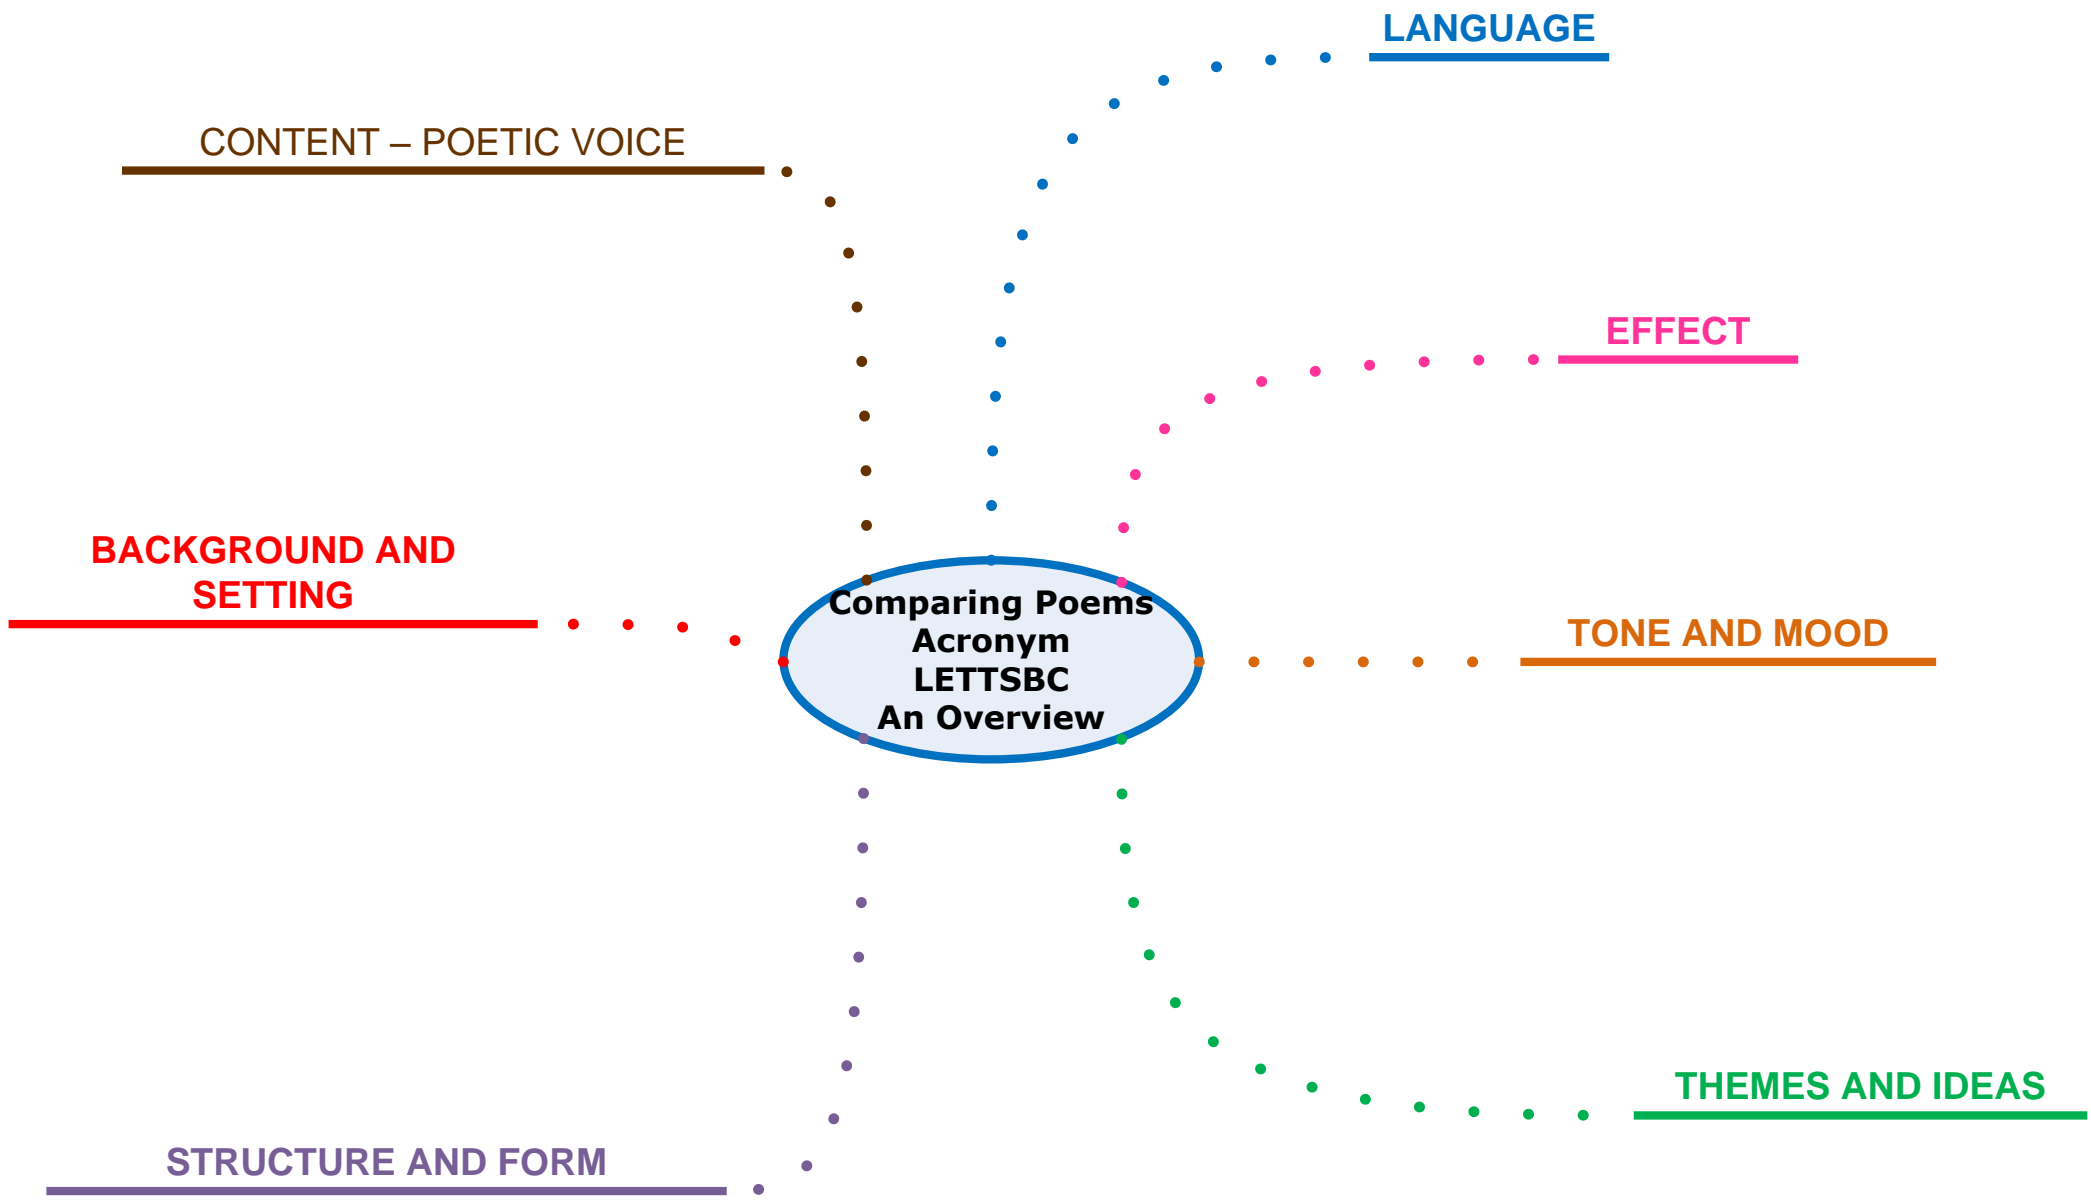 LANGUAGE
CONTENT – POETIC VOICE
EFFECT
BACKGROUND AND
SETTING
Comparing Poems
Acronym
LETTSBC
An Overview
TONE AND MOOD
THEMES AND IDEAS
STRUCTURE AND FORM